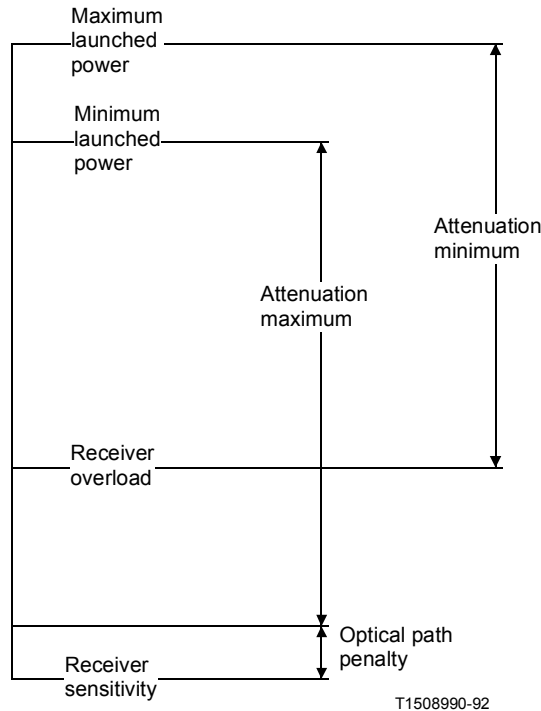 Maximum
launched
power
Minimum
launched
power
Attenuation
minimum
Attenuation
maximum
Receiver
overload
Optical path
penalty
Receiver
sensitivity
T1508990-92